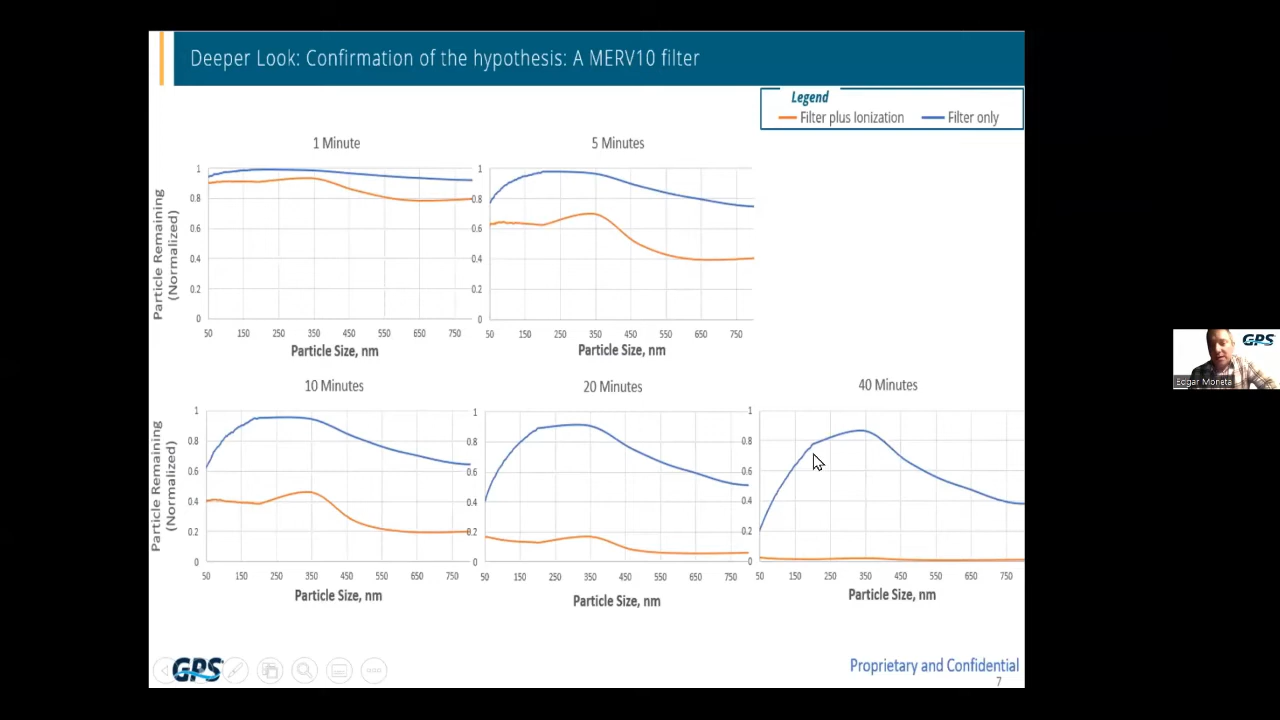 Deeper Look: Confirmation of the hypothesis: A MERV10 filter
Legend
Filter plus Ionization
Filter only
1 Minute
5 Minutes
Particle Remaining
(Normalized)
1
0.8
0.6
0.4
0.2
0
50 150 250 350 450 550 650 750
Particle Size, nm
1
0.8
0.6
0.4
0.2
0
50 150 250 350 450 550 650 750
Particle Size, nm
10 Minutes
20 Minutes
40 Minutes
Particle Remaining
(Normalized)
1
0.8
0.6
0.4
0.2
0
50 150 250 350 450 550 650 750
Particle Size, nm
1
0.8
0.6
0.4
0.2
0
50 150 250 350 450 550 650 750
Particle Size, nm
1
0.8
0.6
0.4
0.2
0
50 150 250 350 450 550 650 750
Particle Size, nm
GPS
Edgar Moneta
GPS
Proprietary and Confidential
7